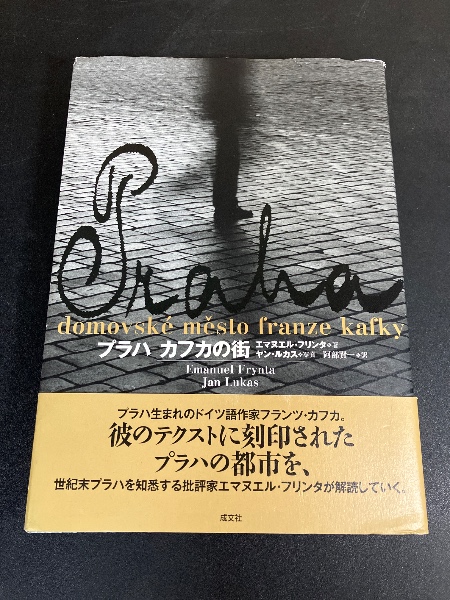 Praha
domovské město franze kafky
プラハ カフカの街
エマヌエル・フリンタ◆著
ヤン・ルカス◆写真 阿部賢一◆訳
Emanuel Frynta
Jan Lukas
プラハ生まれのドイツ語作家フランツ・カフカ。
彼のテクストに刻印された
プラハの都市を、
世紀末プラハを知悉する批評家エマヌエル・フリンタが解読していく。
成文社